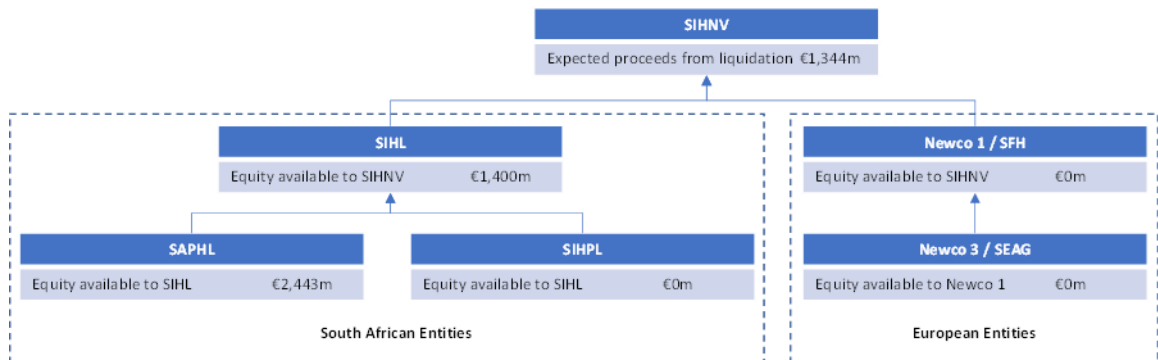 SIHNV
Expected proceeds from liquidation €1,344m
SIHL
Equity available to SIHNV €1,400m
Newco 1 / SFH
Equity available to SIHNV €0m
SAPHL
Equity available to SIHL €2,443m
SIHPL
Equity available to SIHL €0m
Newco 3 / SEAG
Equity available to Newco 1 €0m
South African Entities
European Entities